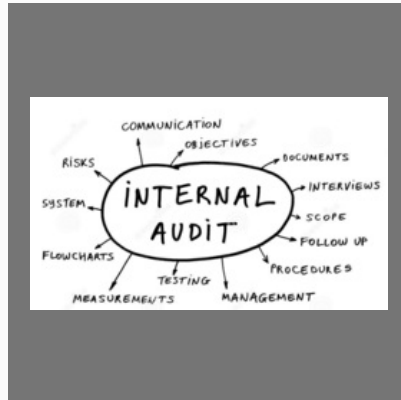 COMMUNICATION
OBJECTIVES
RISKS
DOCUMENTS
SYSTEM
INTERVIEWS
INTERNAL
AUDIT
SCOPE
FOLLOW UP
FLOWCHARTS
PROCEDURES
TESTING
MEASUREMENTS
MANAGEMENT